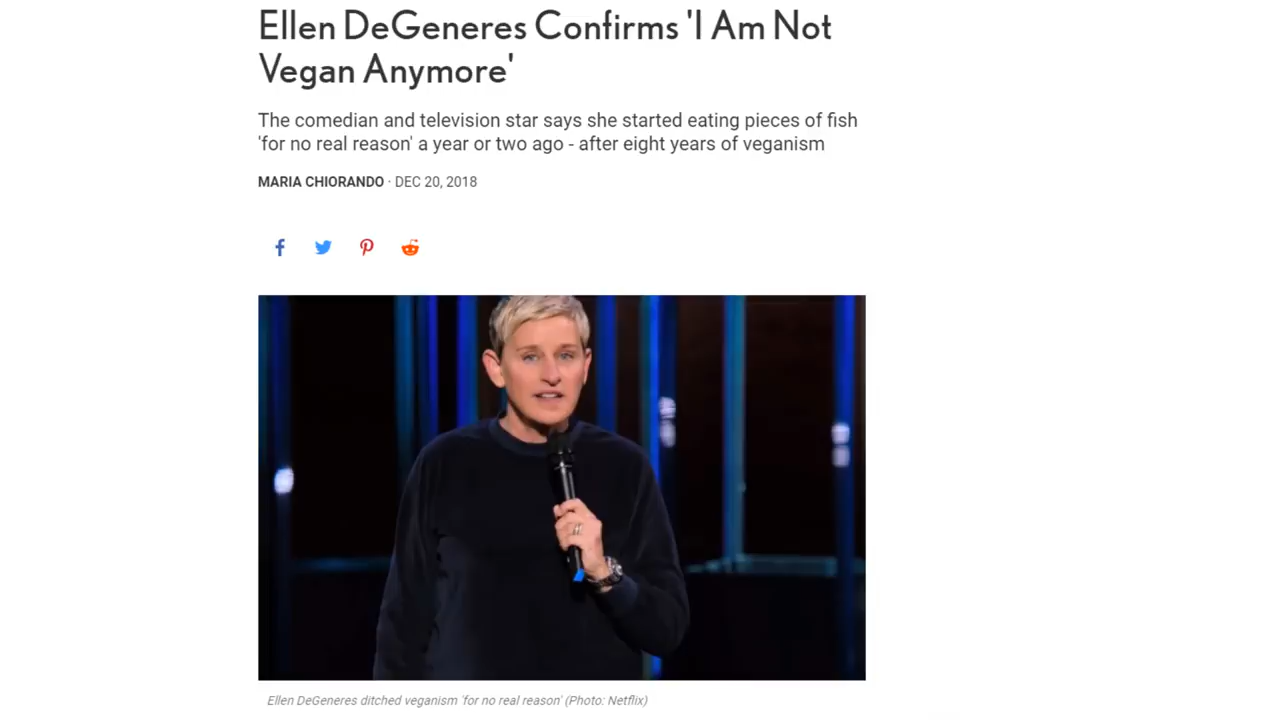 Ellen DeGeneres Confirms 'I Am Not
Vegan Anymore'
The comedian and television star says she started eating pieces of fish
'for no real reason' a year or two ago - after eight years of veganism
MARIA CHIORANDO · DEC 20, 2018
Ellen DeGeneres ditched veganism 'for no real reason' (Photo: Netflix)